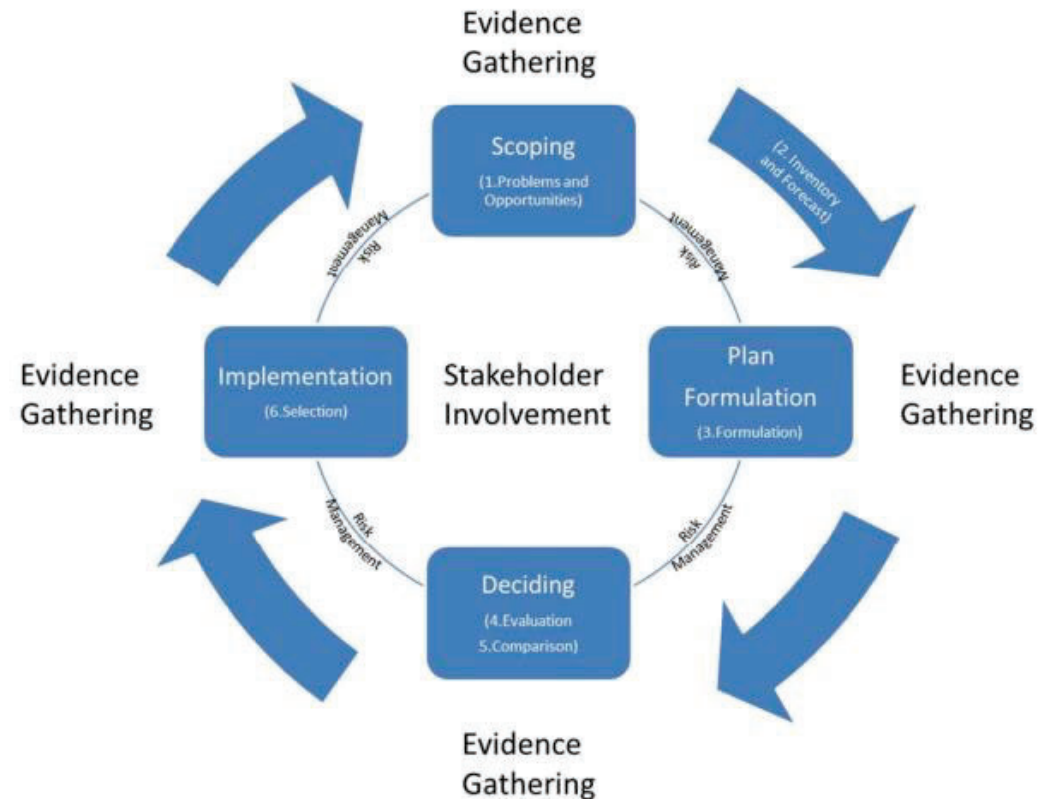 Evidence
Gathering
Scoping
(1.Problems and
Opportunities)
(2. Inventory
and Forecast)
Risk
Management
Risk
Management
Evidence
Gathering
Implementation
(6.Selection)
Stakeholder
Involvement
Plan
Formulation
(3.Formulation)
Evidence
Gathering
Risk
Management
Risk
Management
Deciding
(4.Evaluation
5.Comparison)
Evidence
Gathering